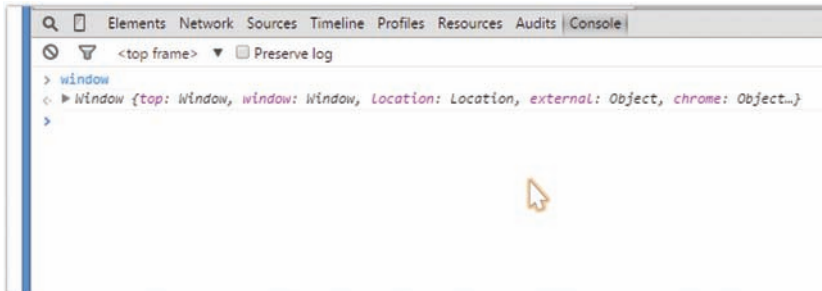 Elements Network Sources Timeline Profiles Resources Audits Console
<top frame> ▼ Preserve log
> window
Window {top: Window, window: Window, location: Location, external: Object, chrome: Object…}
>